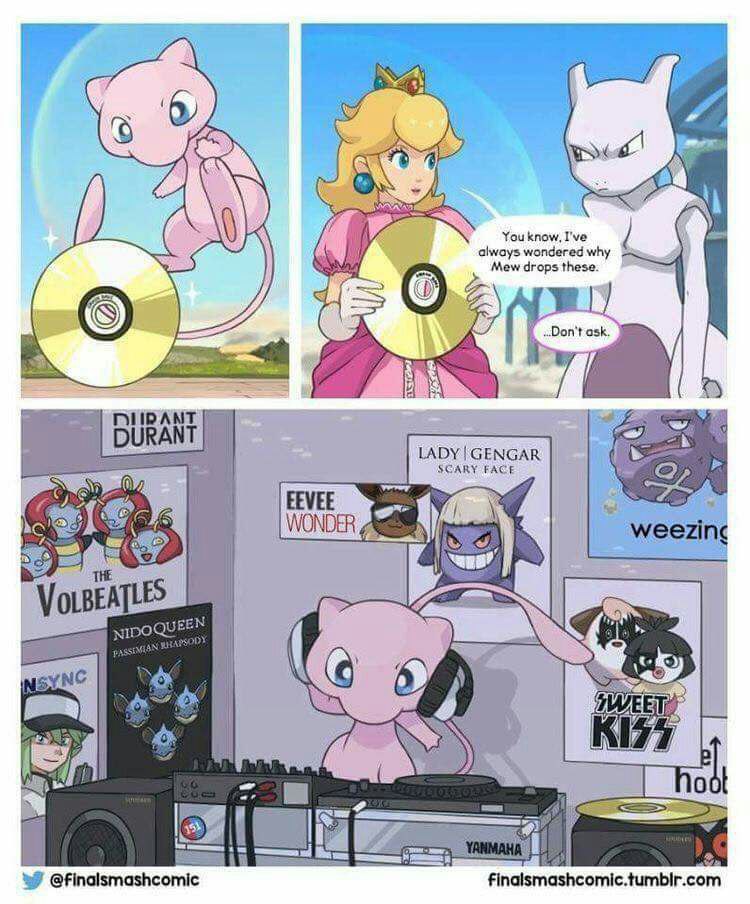 You know, I've
always wondered why
Mew drops these.
...Don't ask.
DURANT
DURANT
LADY | GENGAR
SCARY FACE
EEVEE
WONDER
weezing
THE
VOLBEATLES
NIDOQUEEN
PASSIMIAN RHAPSODY
NSYNC
SWEET
KISS
hoot
151
YANMAHA
@finalsmashcomic
finalsmashcomic.tumblr.com